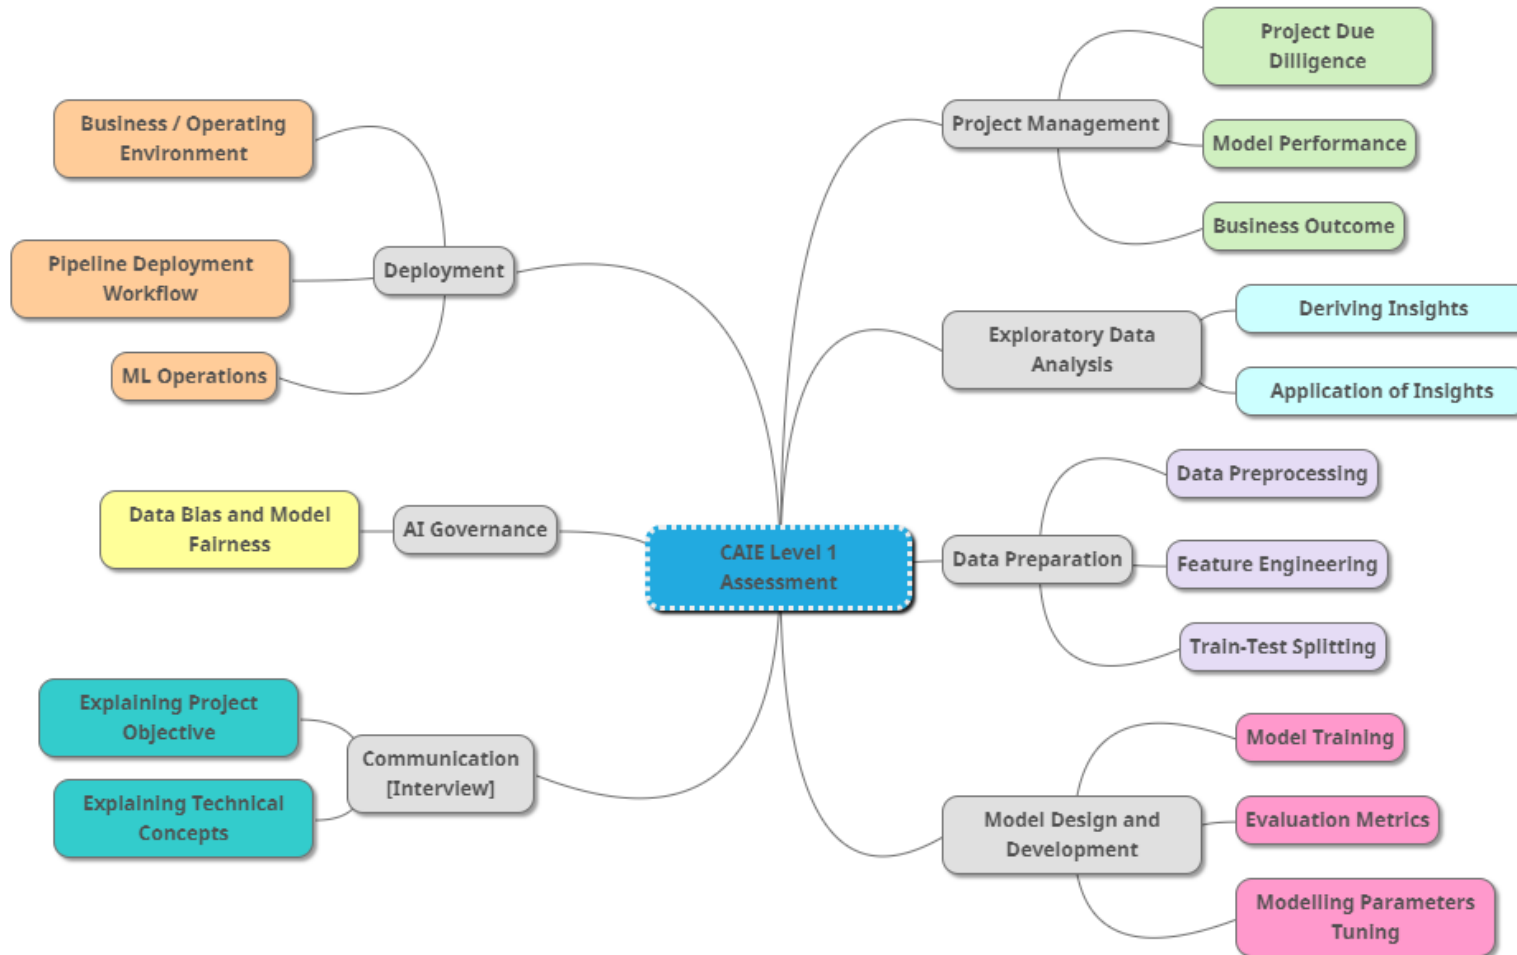 CAIE Level 1
Assessment
Project Management
Project Due
Dilligence
Model Performance
Business Outcome
Exploratory Data
Analysis
Deriving Insights
Application of Insights
Data Preparation
Data Preprocessing
Feature Engineering
Train-Test Splitting
Model Design and
Development
Model Training
Evaluation Metrics
Modelling Parameters
Tuning
Deployment
Business / Operating
Environment
Pipeline Deployment
Workflow
ML Operations
AI Governance
Data Bias and Model
Fairness
Communication
[Interview]
Explaining Project
Objective
Explaining Technical
Concepts